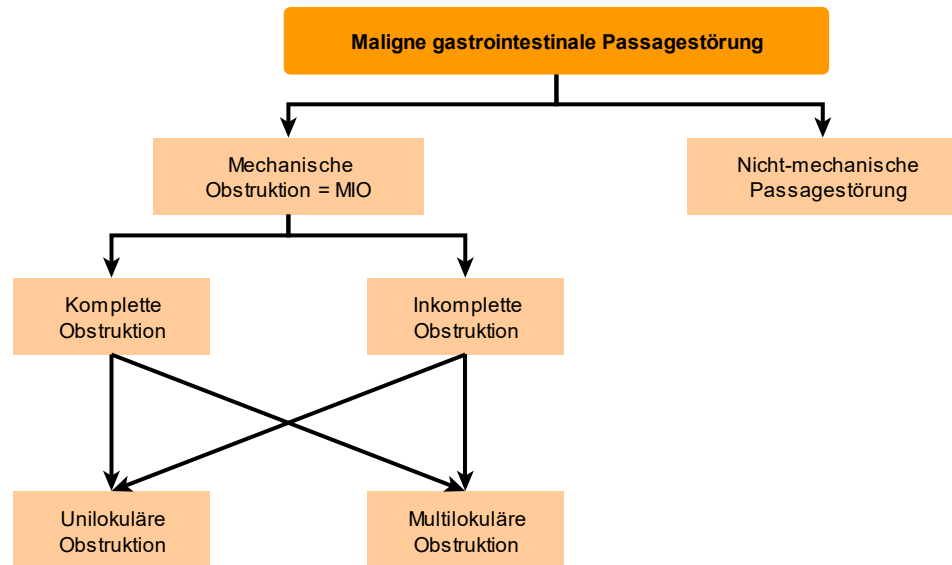 Maligne gastrointestinale Passagestörung
Mechanische
Obstruktion = MIO
Nicht-mechanische
Passagestörung
Komplette
Obstruktion
Inkomplette
Obstruktion
Unilokuläre
Obstruktion
Multilokuläre
Obstruktion